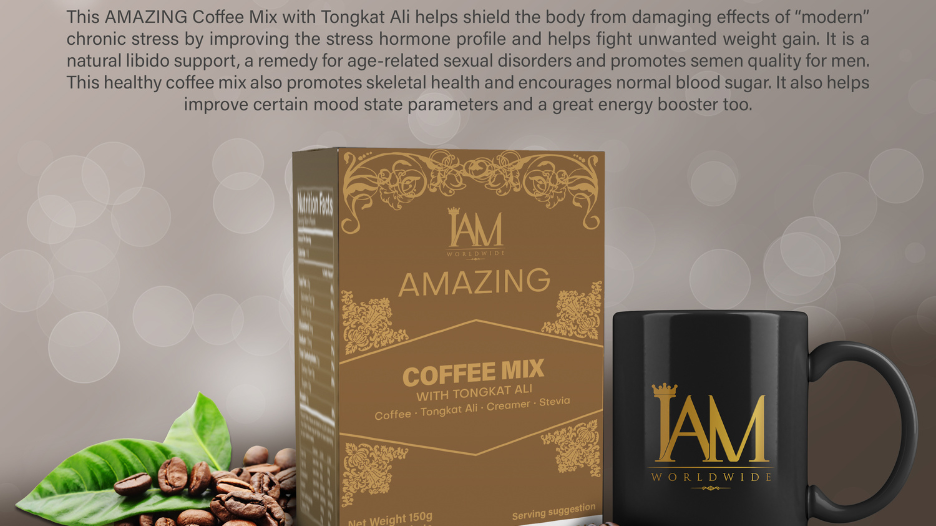 This AMAZING Coffee Mix with Tongkat Ali helps shield the body from damaging effects of “modern”
chronic stress by improving the stress hormone profile and helps fight unwanted weight gain. It is a
natural libido support, a remedy for age-related sexual disorders and promotes semen quality for men.
This healthy coffee mix also promotes skeletal health and encourages normal blood sugar. It also helps
improve certain mood state parameters and a great energy booster too.
Nutrition Facts
IAM
WORLDWIDE
AMAZING
COFFEE MIX
WITH TONGKAT ALI
Coffee · Tongkat Ali · Creamer · Stevia
Net Weight 150g
Serving suggestion
IAM
WORLDWIDE